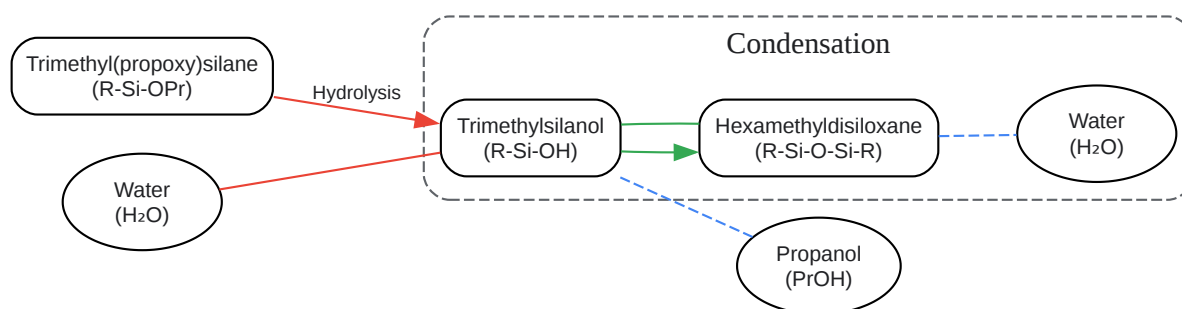 Condensation
Trimethyl(propoxy)silane
(R-Si-OPr)
Hydrolysis
Trimethylsilanol
(R-Si-OH)
Hexamethyldisiloxane
(R-Si-O-Si-R)
Water
(H₂O)
Water
(H₂O)
Propanol
(PrOH)